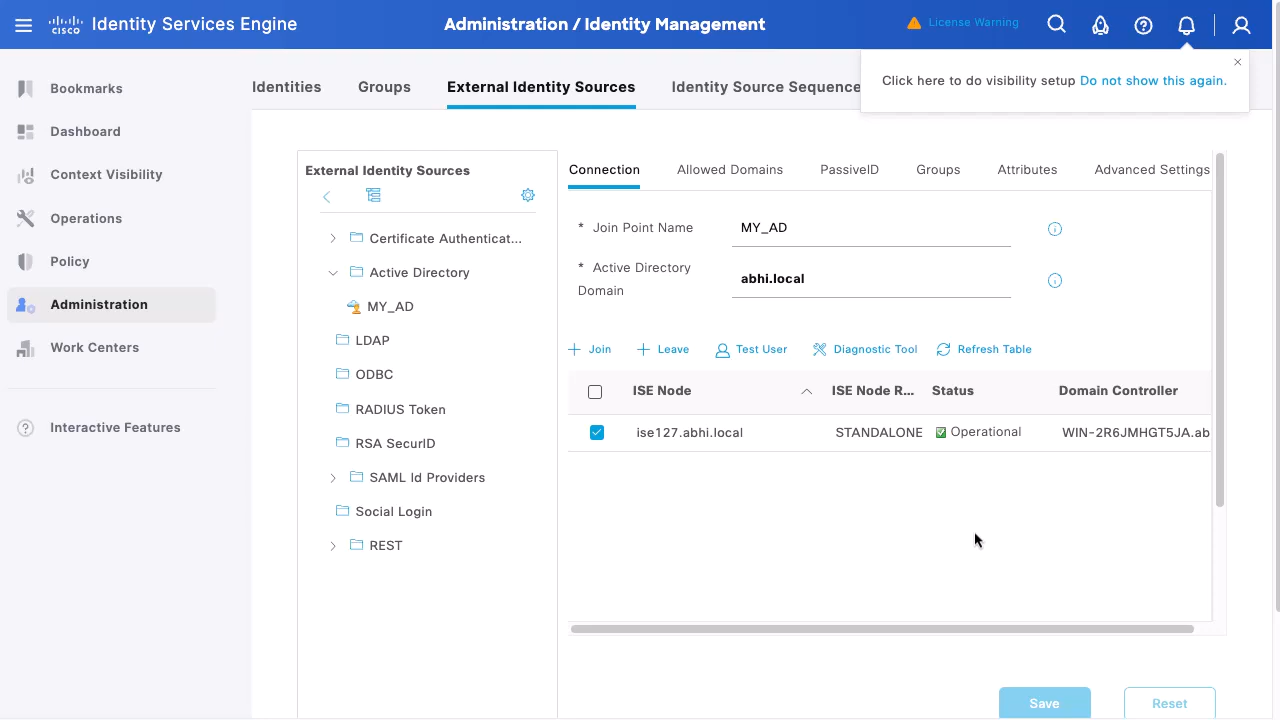 CISCO Identity Services Engine
Administration / Identity Management
License Warning
Click here to do visibility setup Do not show this again.
Bookmarks
Dashboard
Context Visibility
Operations
Policy
Administration
Work Centers
Interactive Features
Identities Groups External Identity Sources Identity Source Sequence
External Identity Sources
Certificate Authenticat...
Active Directory
MY_AD
LDAP
ODBC
RADIUS Token
RSA SecurID
SAML Id Providers
Social Login
REST
Connection Allowed Domains PassiveID Groups Attributes Advanced Settings
* Join Point Name MY_AD
* Active Directory
Domain
abhi.local
Join Leave Test User Diagnostic Tool Refresh Table
ISE Node ISE Node R... Status Domain Controller
ise127.abhi.local STANDALONE Operational WIN-2R6JMHGT5JA.ab
Save Reset